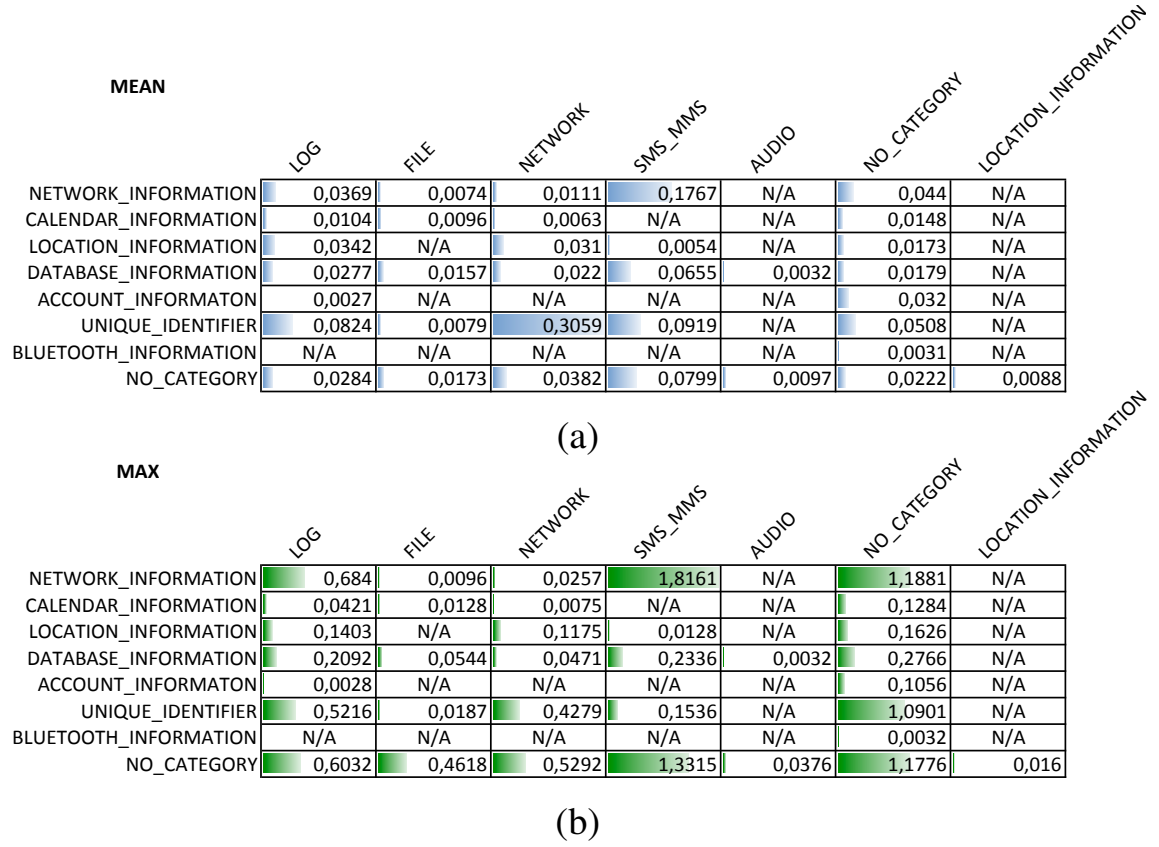 MEAN
LOG FILE NETWORK SMS_MMS AUDIO NO_CATEGORY LOCATION_INFORMATION
NETWORK_INFORMATION 0,0369 0,0074 0,0111 0,1767 N/A 0,044 N/A
CALENDAR_INFORMATION 0,0104 0,0096 0,0063 N/A N/A 0,0148 N/A
LOCATION_INFORMATION 0,0342 N/A 0,031 0,0054 N/A 0,0173 N/A
DATABASE_INFORMATION 0,0277 0,0157 0,022 0,0655 0,0032 0,0179 N/A
ACCOUNT_INFORMATON 0,0027 N/A N/A N/A N/A 0,032 N/A
UNIQUE_IDENTIFIER 0,0824 0,0079 0,3059 0,0919 N/A 0,0508 N/A
BLUETOOTH_INFORMATION N/A N/A N/A N/A N/A 0,0031 N/A
NO_CATEGORY 0,0284 0,0173 0,0382 0,0799 0,0097 0,0222 0,0088
(a)
MAX
LOG FILE NETWORK SMS_MMS AUDIO NO_CATEGORY LOCATION_INFORMATION
NETWORK_INFORMATION 0,684 0,0096 0,0257 1,8161 N/A 1,1881 N/A
CALENDAR_INFORMATION 0,0421 0,0128 0,0075 N/A N/A 0,1284 N/A
LOCATION_INFORMATION 0,1403 N/A 0,1175 0,0128 N/A 0,1626 N/A
DATABASE_INFORMATION 0,2092 0,0544 0,0471 0,2336 0,0032 0,2766 N/A
ACCOUNT_INFORMATON 0,0028 N/A N/A N/A N/A 0,1056 N/A
UNIQUE_IDENTIFIER 0,5216 0,0187 0,4279 0,1536 N/A 1,0901 N/A
BLUETOOTH_INFORMATION N/A N/A N/A N/A N/A 0,0032 N/A
NO_CATEGORY 0,6032 0,4618 0,5292 1,3315 0,0376 1,1776 0,016
(b)